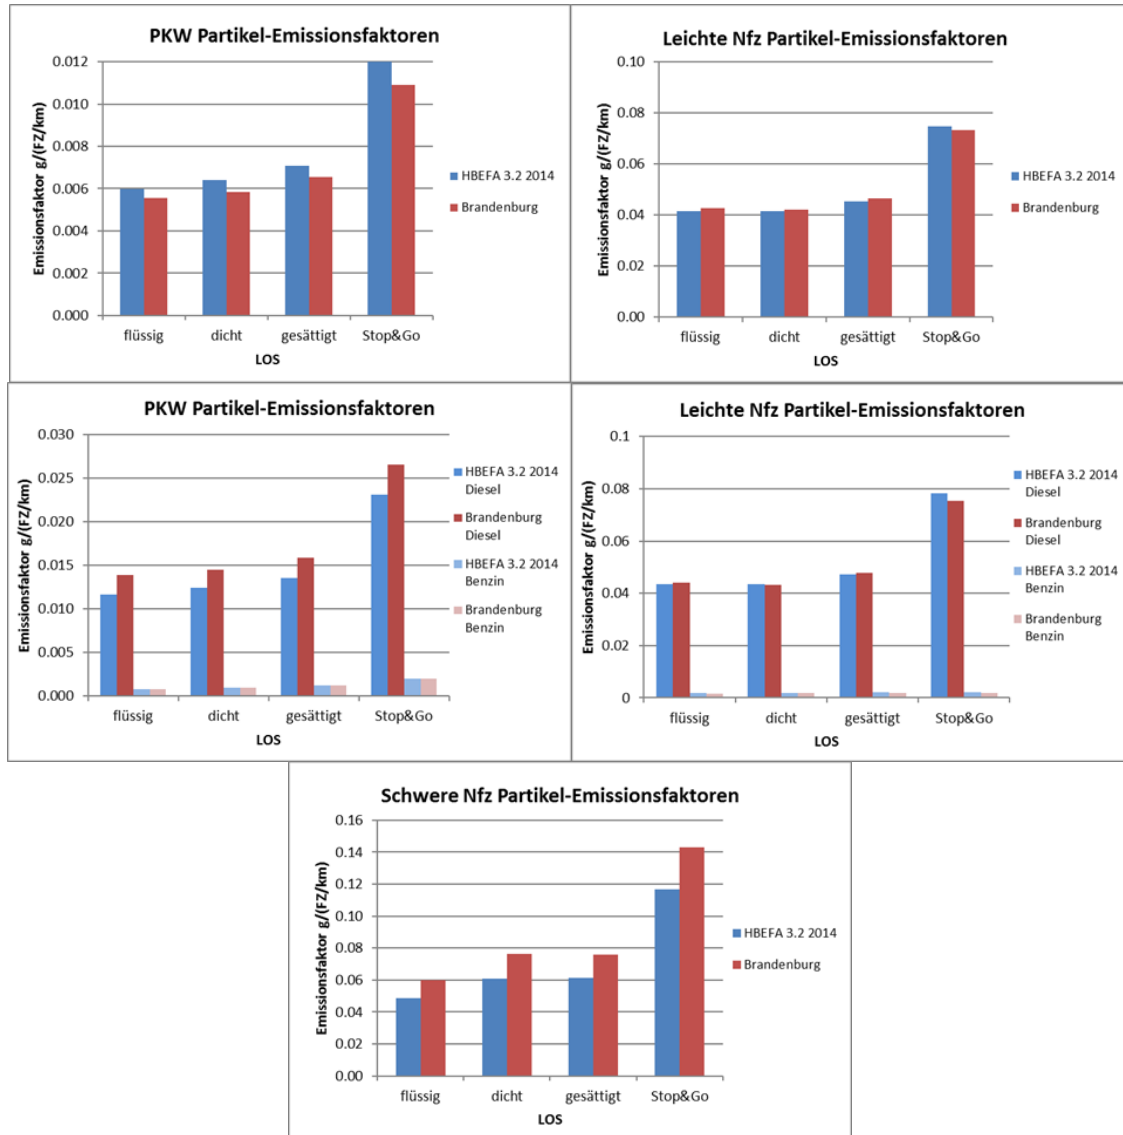 PKW Partikel-Emissionsfaktoren
Emissionsfaktor g/(FZ/km)
0.012
0.010
0.008
0.006
0.004
0.002
0.000
flüssig dicht gesättigt Stop&Go
LOS
HBEFA 3.2 2014
Brandenburg
Leichte Nfz Partikel-Emissionsfaktoren
Emissionsfaktor g/(FZ/km)
0.10
0.08
0.06
0.04
0.02
0.00
flüssig dicht gesättigt Stop&Go
LOS
HBEFA 3.2 2014
Brandenburg
PKW Partikel-Emissionsfaktoren
Emissionsfaktor g/(FZ/km)
0.030
0.025
0.020
0.015
0.010
0.005
0.000
flüssig dicht gesättigt Stop&Go
LOS
HBEFA 3.2 2014
Diesel
Brandenburg
Diesel
HBEFA 3.2 2014
Benzin
Brandenburg
Benzin
Leichte Nfz Partikel-Emissionsfaktoren
Emissionsfaktor g/(FZ/km)
0.1
0.08
0.06
0.04
0.02
0
flüssig dicht gesättigt Stop&Go
LOS
HBEFA 3.2 2014
Diesel
Brandenburg
Diesel
HBEFA 3.2 2014
Benzin
Brandenburg
Benzin
Schwere Nfz Partikel-Emissionsfaktoren
Emissionsfaktor g/(FZ/km)
0.16
0.14
0.12
0.10
0.08
0.06
0.04
0.02
0.00
flüssig dicht gesättigt Stop&Go
LOS
HBEFA 3.2 2014
Brandenburg